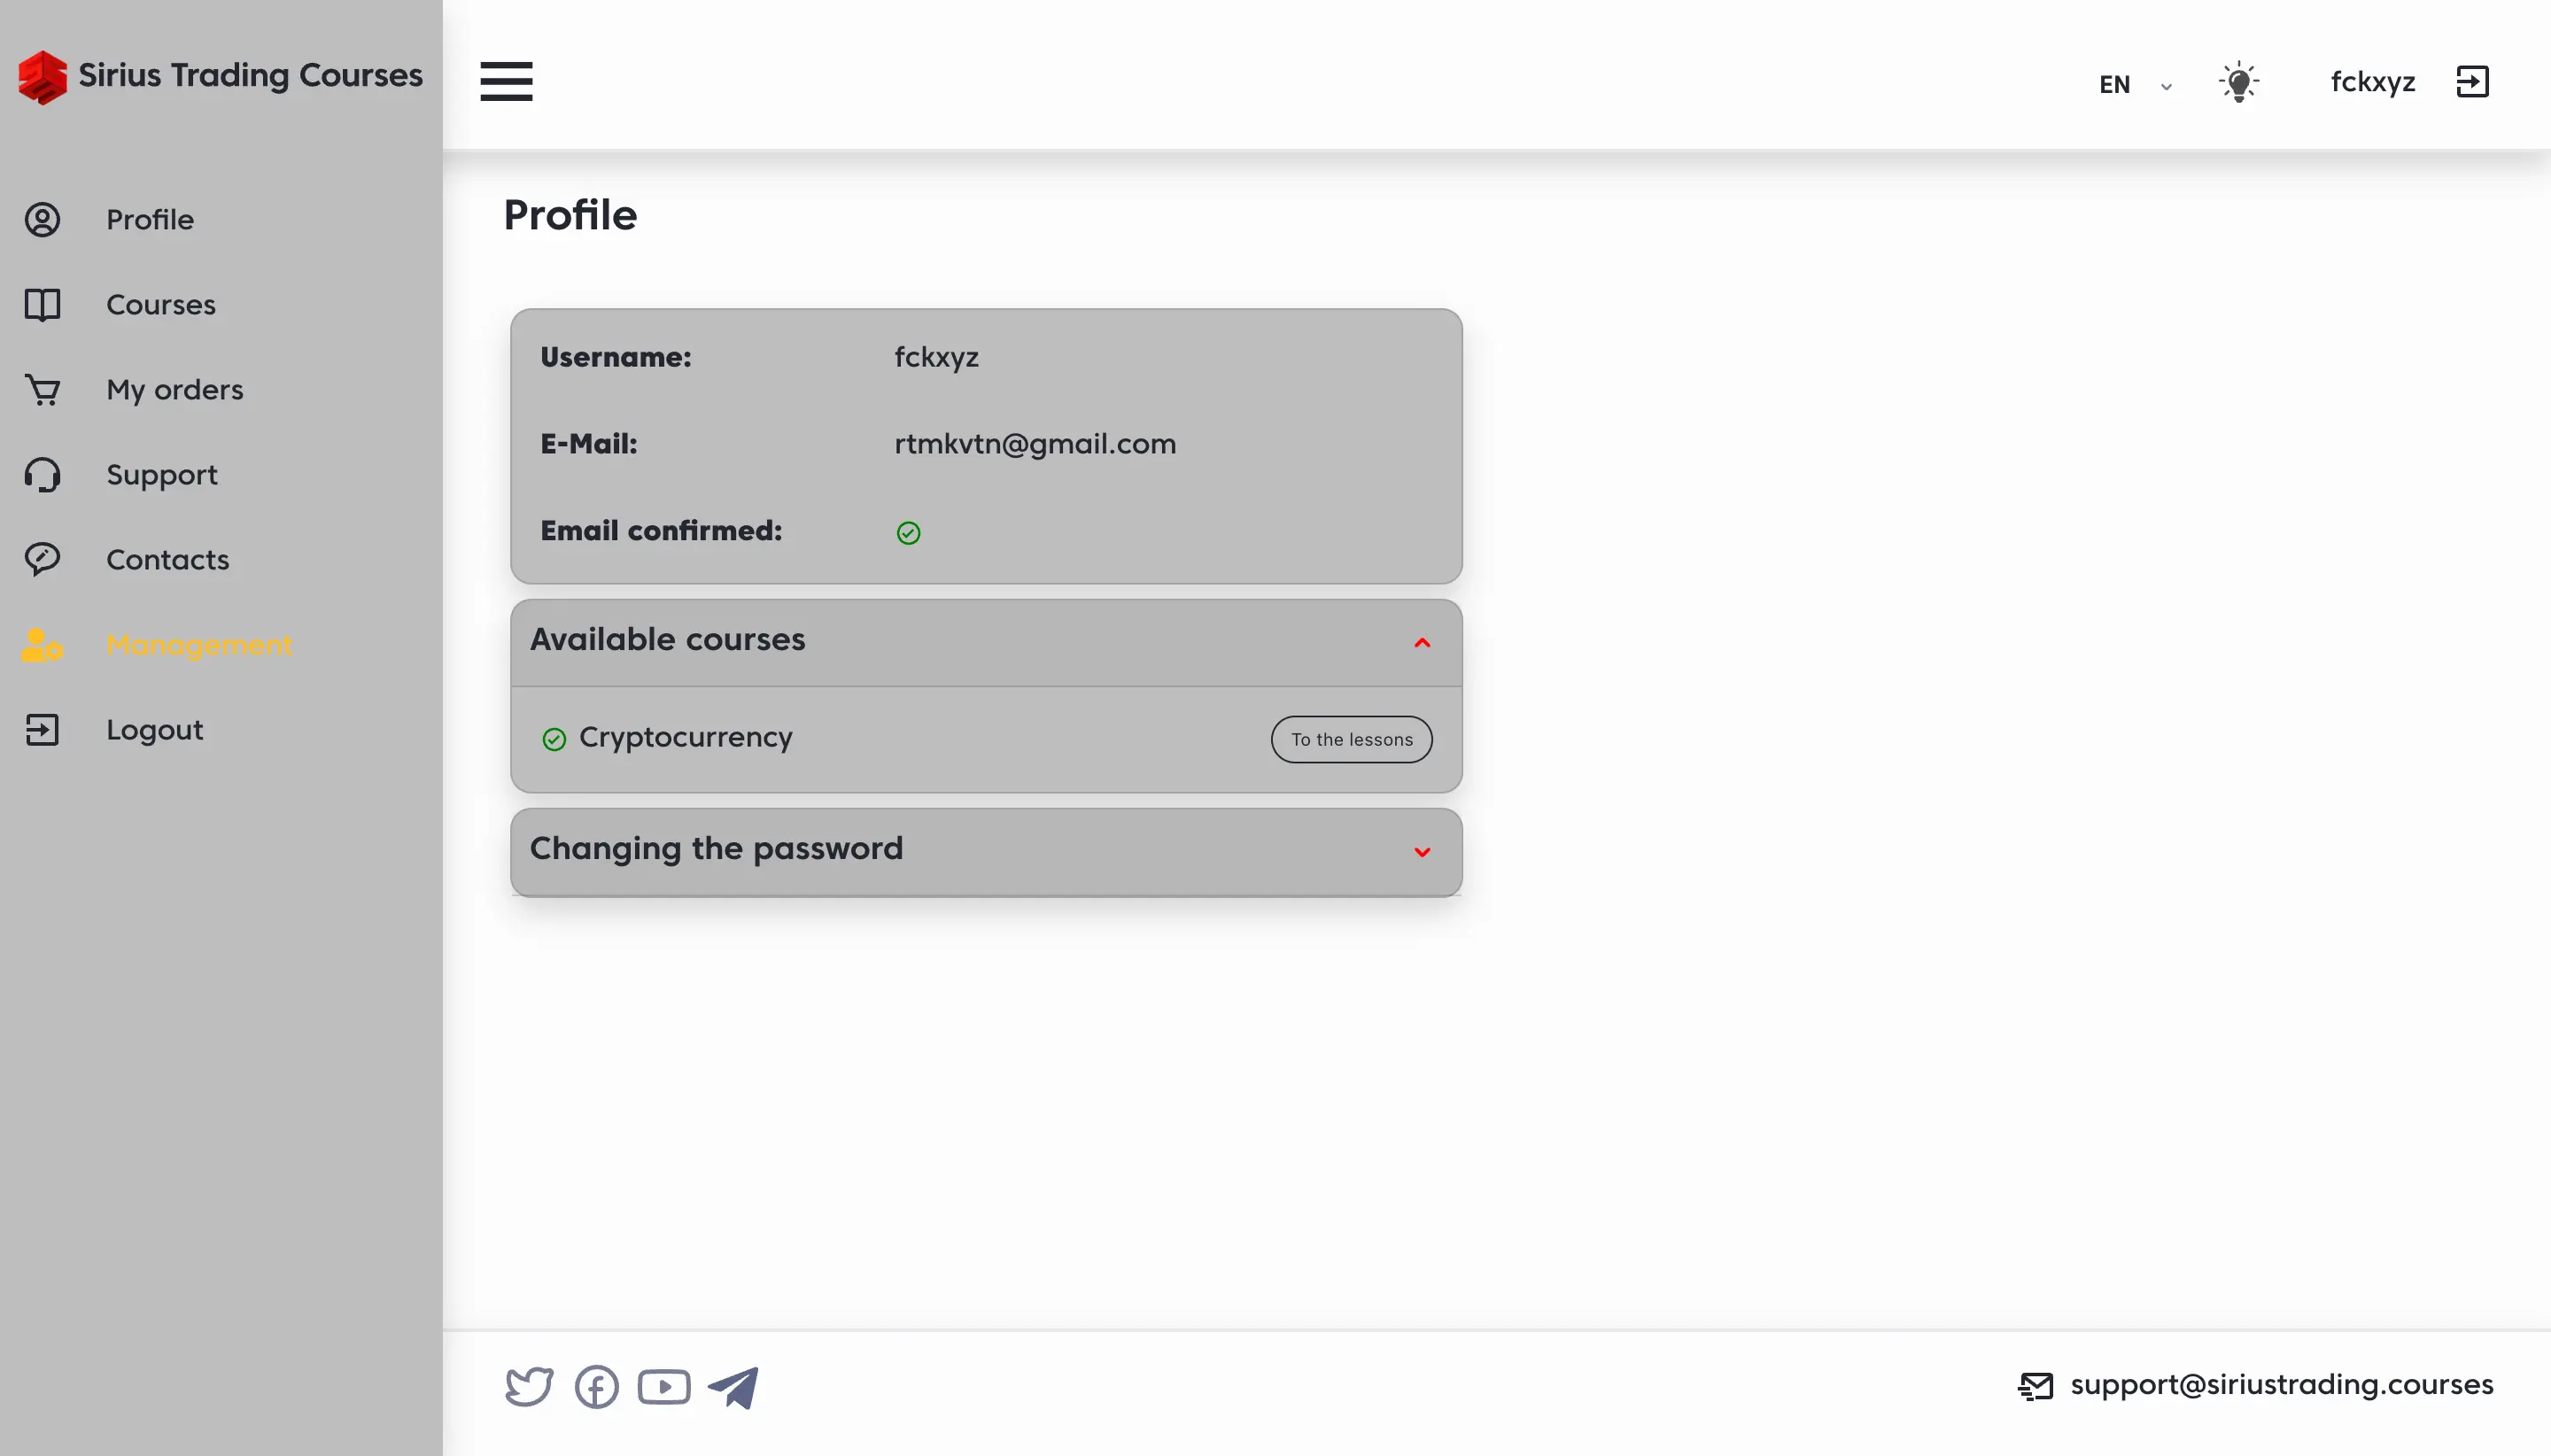 Sirius Trading Courses
EN
fckxyz
Profile
Courses
My orders
Support
Contacts
Management
Logout
Profile
Username: fckxyz
E-Mail: rtmkvtn@gmail.com
Email confirmed:
Available courses
Cryptocurrency To the lessons
Changing the password
support@siriustrading.courses